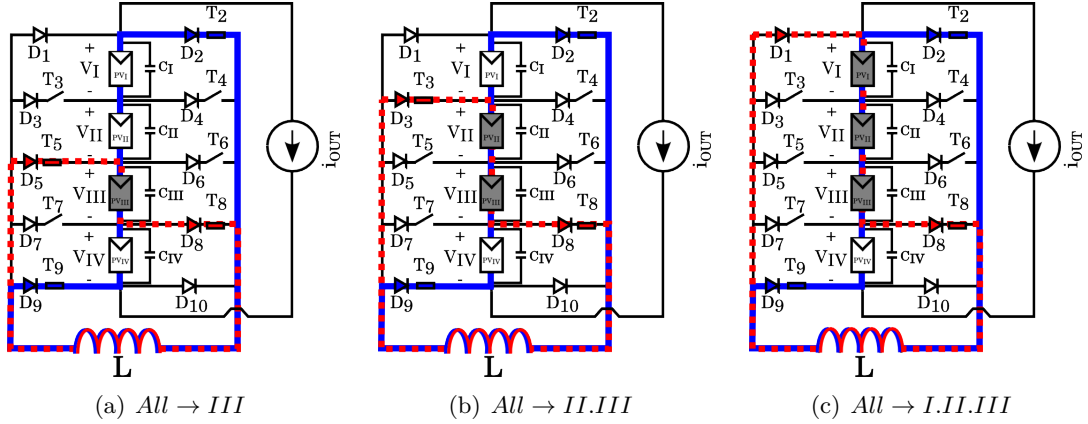 T2
D1
+
VI
PVI
CI
-
D2
T3
T4
D3
+
VII
PVII
CII
-
D4
T5
T6
D5
+
VIII
PVIII
CIII
-
D6
T7
T8
D7
+
VIV
PVIV
CIV
D8
T9
D9
D10
iOUT
L
(a) All → III
T2
D1
+
VI
PVI
CI
-
D2
T3
T4
D3
+
VII
PVII
CII
-
D4
T5
T6
D5
+
VIII
PVIII
CIII
-
D6
T7
T8
D7
+
VIV
PVIV
CIV
D8
T9
D9
D10
iOUT
L
(b) All → II.III
T2
D1
+
VI
PVI
CI
-
D2
T3
T4
D3
+
VII
PVII
CII
-
D4
T5
T6
D5
+
VIII
PVIII
CIII
-
D6
T7
T8
D7
+
VIV
PVIV
CIV
D8
T9
D9
D10
iOUT
L
(c) All → I.II.III